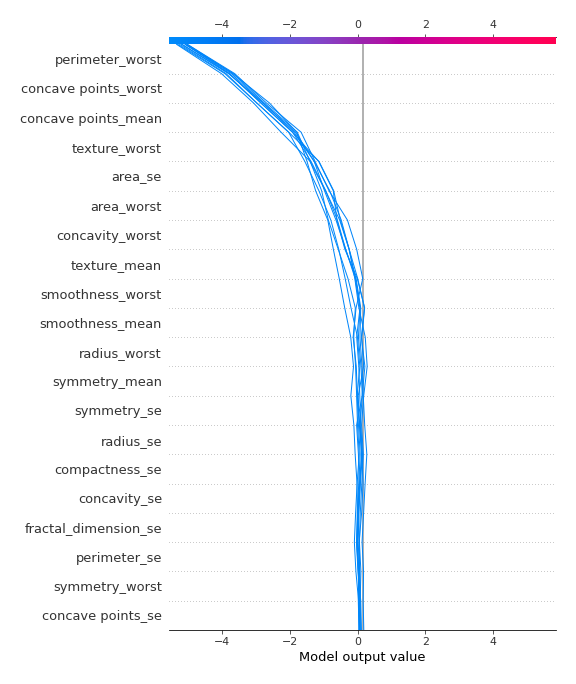 −4 −2 0 2 4
perimeter_worst
concave points_worst
concave points_mean
texture_worst
area_se
area_worst
concavity_worst
texture_mean
smoothness_worst
smoothness_mean
radius_worst
symmetry_mean
symmetry_se
radius_se
compactness_se
concavity_se
fractal_dimension_se
perimeter_se
symmetry_worst
concave points_se
−4 −2 0 2 4
Model output value